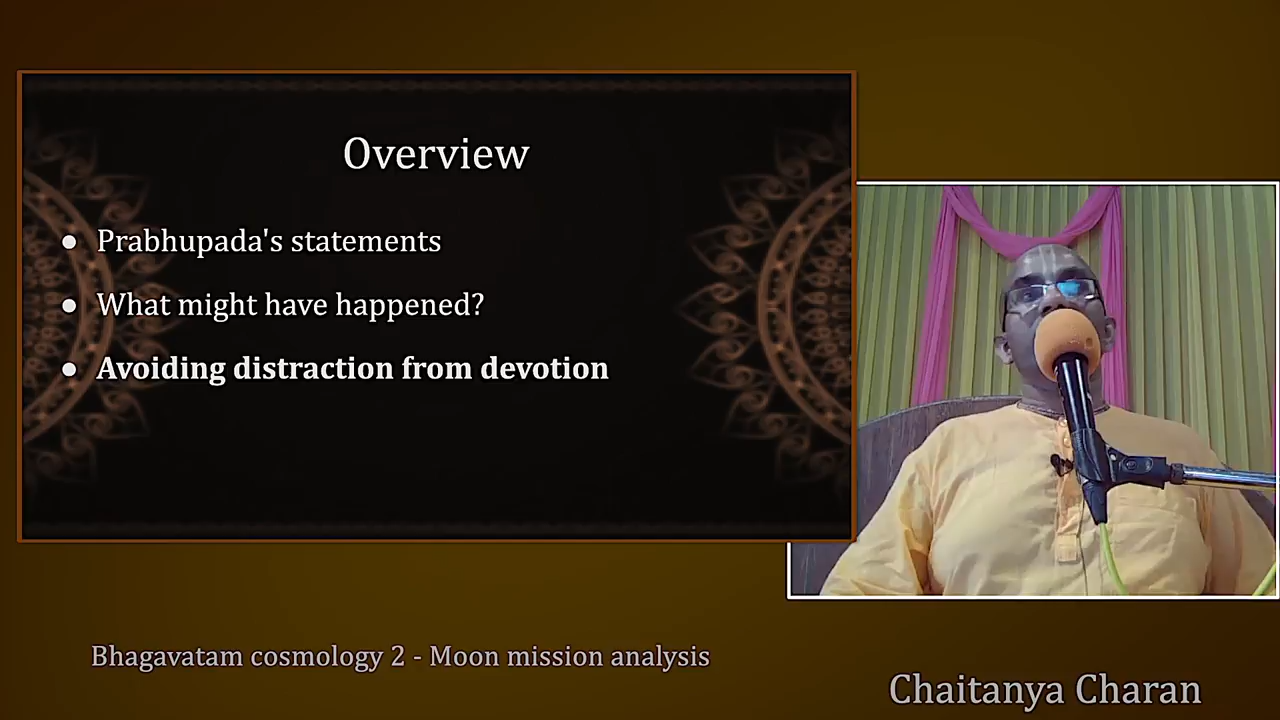 Overview
● Prabhupada's statements
● What might have happened?
● Avoiding distraction from devotion
Bhagavatam cosmology 2 - Moon mission analysis
Chaitanya Charan